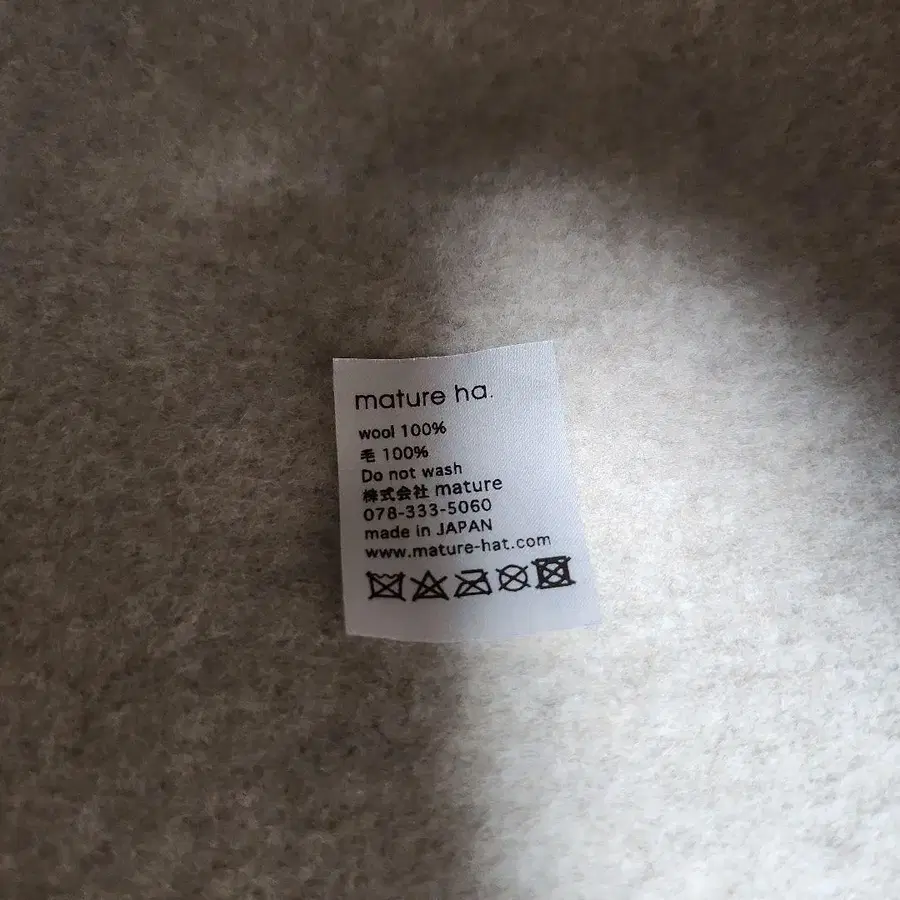 mature ha.
wool 100%
毛 100%
Do not wash
株式会社 mature
078-333-5060
made in JAPAN
www.mature-hat.com